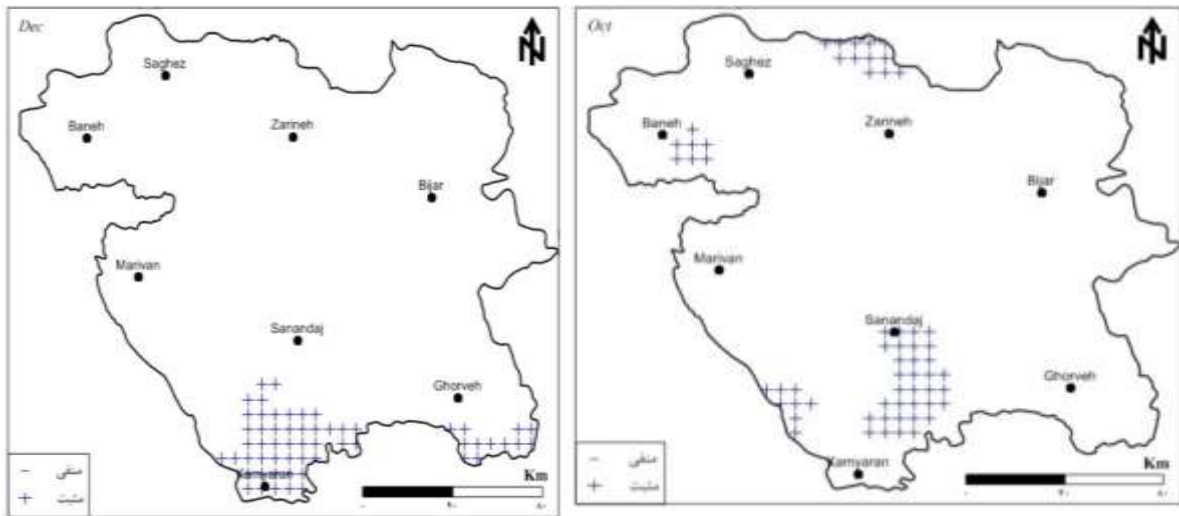 Dec
N
Saghez
Baneh
Zarineh
Bijar
Marivan
Sanandaj
Ghorveh
Kamyaran
Km
منفی −
مثبت +
Oct
N
Saghez
Baneh
Zarineh
Bijar
Marivan
Sanandaj
Ghorveh
Kamyaran
Km
منفی −
مثبت +